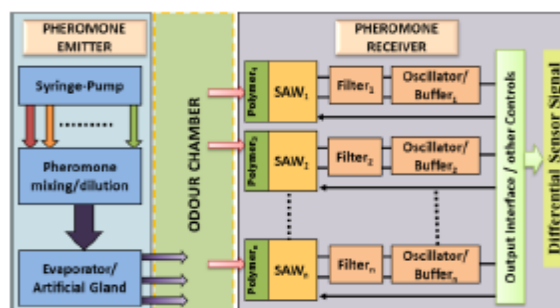 PHEROMONE
EMITTER
Syringe-Pump
Pheromone
mixing/dilution
Evaporator/
Artificial Gland
ODOUR CHAMBER
PHEROMONE
RECEIVER
Polymer₁
SAW₁
Filter₁
Oscillator/
Buffer₁
Polymer₂
SAW₂
Filter₂
Oscillator/
Buffer₂
Polymerₙ
SAWₙ
Filterₙ
Oscillator/
Bufferₙ
Output Interface / other Controls
Differential Sensor Signal